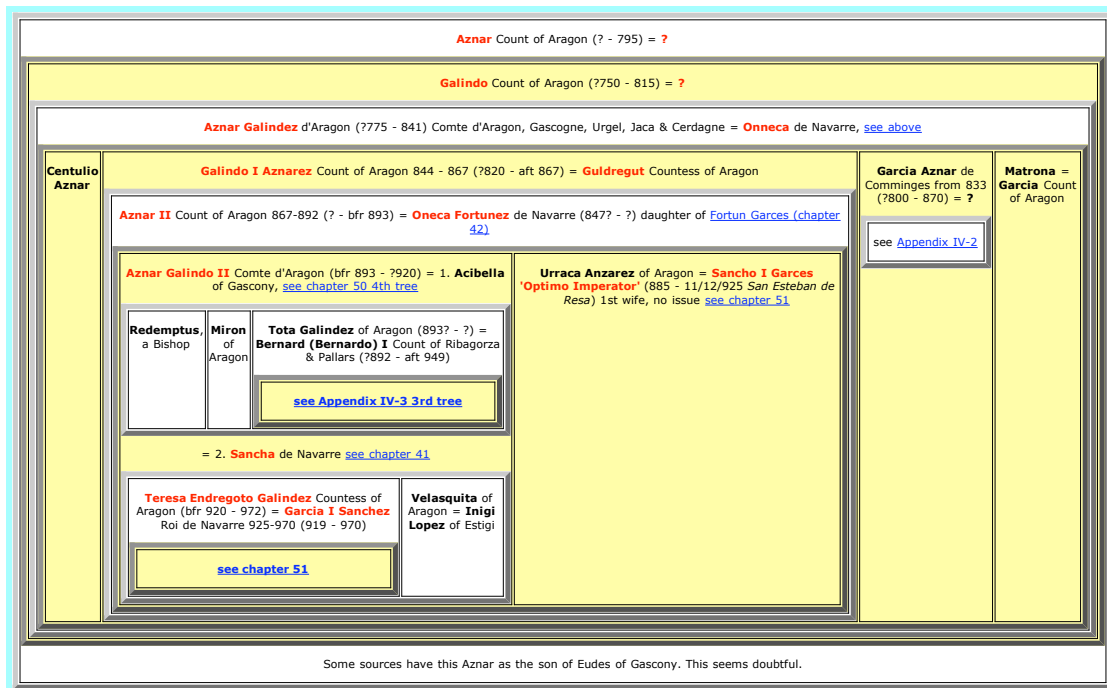 Aznar Count of Aragon (? - 795) = ?
Galindo Count of Aragon (?750 - 815) = ?
Aznar Galindez d'Aragon (?775 - 841) Comte d'Aragon, Gascogne, Urgel, Jaca & Cerdagne = Onneca de Navarre, see above
Centulio
Aznar
Galindo I Aznarez Count of Aragon 844 - 867 (?820 - aft 867) = Guldregut Countess of Aragon
Aznar II Count of Aragon 867-892 (? - bfr 893) = Oneca Fortunez de Navarre (847? - ?) daughter of Fortun Garces (chapter
42)
Aznar Galindo II Comte d'Aragon (bfr 893 - ?920) = 1. Acibella
of Gascony, see chapter 50 4th tree
Redemptus,
a Bishop
Miron
of
Aragon
Tota Galindez of Aragon (893? - ?) =
Bernard (Bernardo) I Count of Ribagorza
& Pallars (?892 - aft 949)
see Appendix IV-3 3rd tree
= 2. Sancha de Navarre see chapter 41
Teresa Endregoto Galindez Countess of
Aragon (bfr 920 - 972) = Garcia I Sanchez
Roi de Navarre 925-970 (919 - 970)
see chapter 51
Velasquita of
Aragon = Inigi
Lopez of Estigi
Urraca Anzarez of Aragon = Sancho I Garces
'Optimo Imperator' (885 - 11/12/925 San Esteban de
Resa) 1st wife, no issue see chapter 51
Garcia Aznar de
Comminges from 833
(?800 - 870) = ?
see Appendix IV-2
Matrona =
Garcia Count
of Aragon
Some sources have this Aznar as the son of Eudes of Gascony. This seems doubtful.